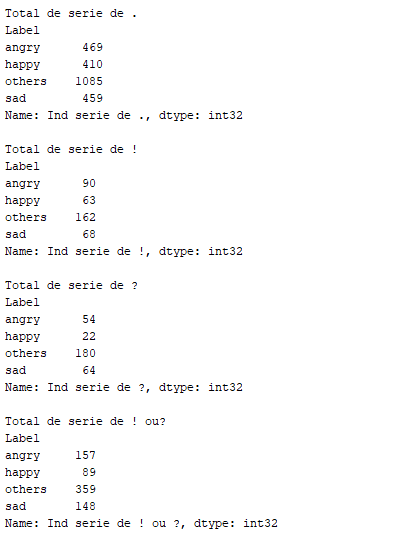 Total de serie de .
Label
angry 469
happy 410
others 1085
sad 459
Name: Ind serie de ., dtype: int32
Total de serie de !
Label
angry 90
happy 63
others 162
sad 68
Name: Ind serie de !, dtype: int32
Total de serie de ?
Label
angry 54
happy 22
others 180
sad 64
Name: Ind serie de ?, dtype: int32
Total de serie de ! ou?
Label
angry 157
happy 89
others 359
sad 148
Name: Ind serie de ! ou ?, dtype: int32